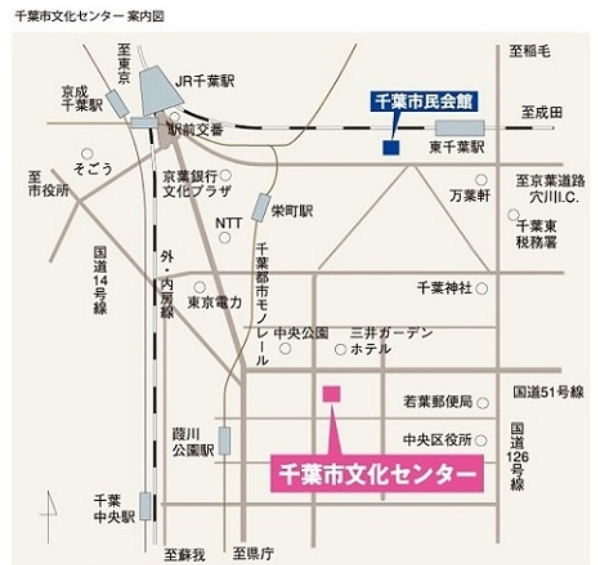 千葉市文化センター 案内図
至東京
至稲毛
JR千葉駅
京成
千葉駅
千葉市民会館
至成田
駅前交番
東千葉駅
そごう
至
市役所
京葉銀行
文化プラザ
万葉軒
至京葉道路
穴川I.C.
栄町駅
NTT
千葉東
税務署
国道14号線
外・内房線
千葉都市モノレール
東京電力
千葉神社
中央公園
三井ガーデン
ホテル
国道51号線
若葉郵便局
葭川
公園駅
中央区役所
国道126号線
千葉市文化センター
千葉
中央駅
至蘇我
至県庁